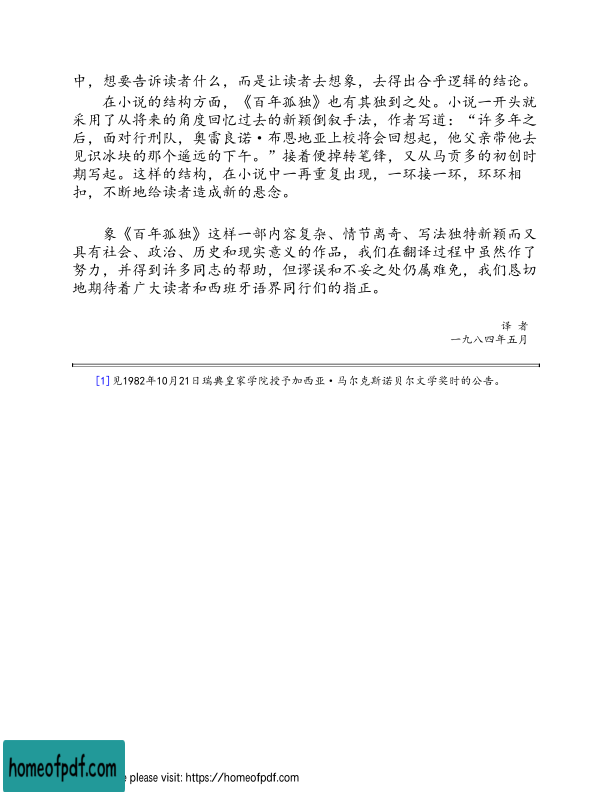 中，想要告诉读者什么，而是让读者去想象，去得出合乎逻辑的结论。
在小说的结构方面，《百年孤独》也有其独到之处。小说一开头就
采用了从将来的角度回忆过去的新颖倒叙手法，作者写道：“许多年之
后，面对行刑队，奥雷良诺·布恩地亚上校将会回想起，他父亲带他去
见识冰块的那个遥远的下午。”接着便掉转笔锋，又从马贡多的初创时
期写起。这样的结构，在小说中一再重复出现，一环接一环，环环相
扣，不断地给读者造成新的悬念。
象《百年孤独》这样一部内容复杂、情节离奇、写法独特新颖而又
具有社会、政治、历史和现实意义的作品，我们在翻译过程中虽然作了
努力，并得到许多同志的帮助，但谬误和不妥之处仍属难免，我们恳切
地期待着广大读者和西班牙语界同行们的指正。
译 者
一九八四年五月
[1]见1982年10月21日瑞典皇家学院授予加西亚·马尔克斯诺贝尔文学奖时的公告。
homeofpdf.com
please visit: https://homeofpdf.com